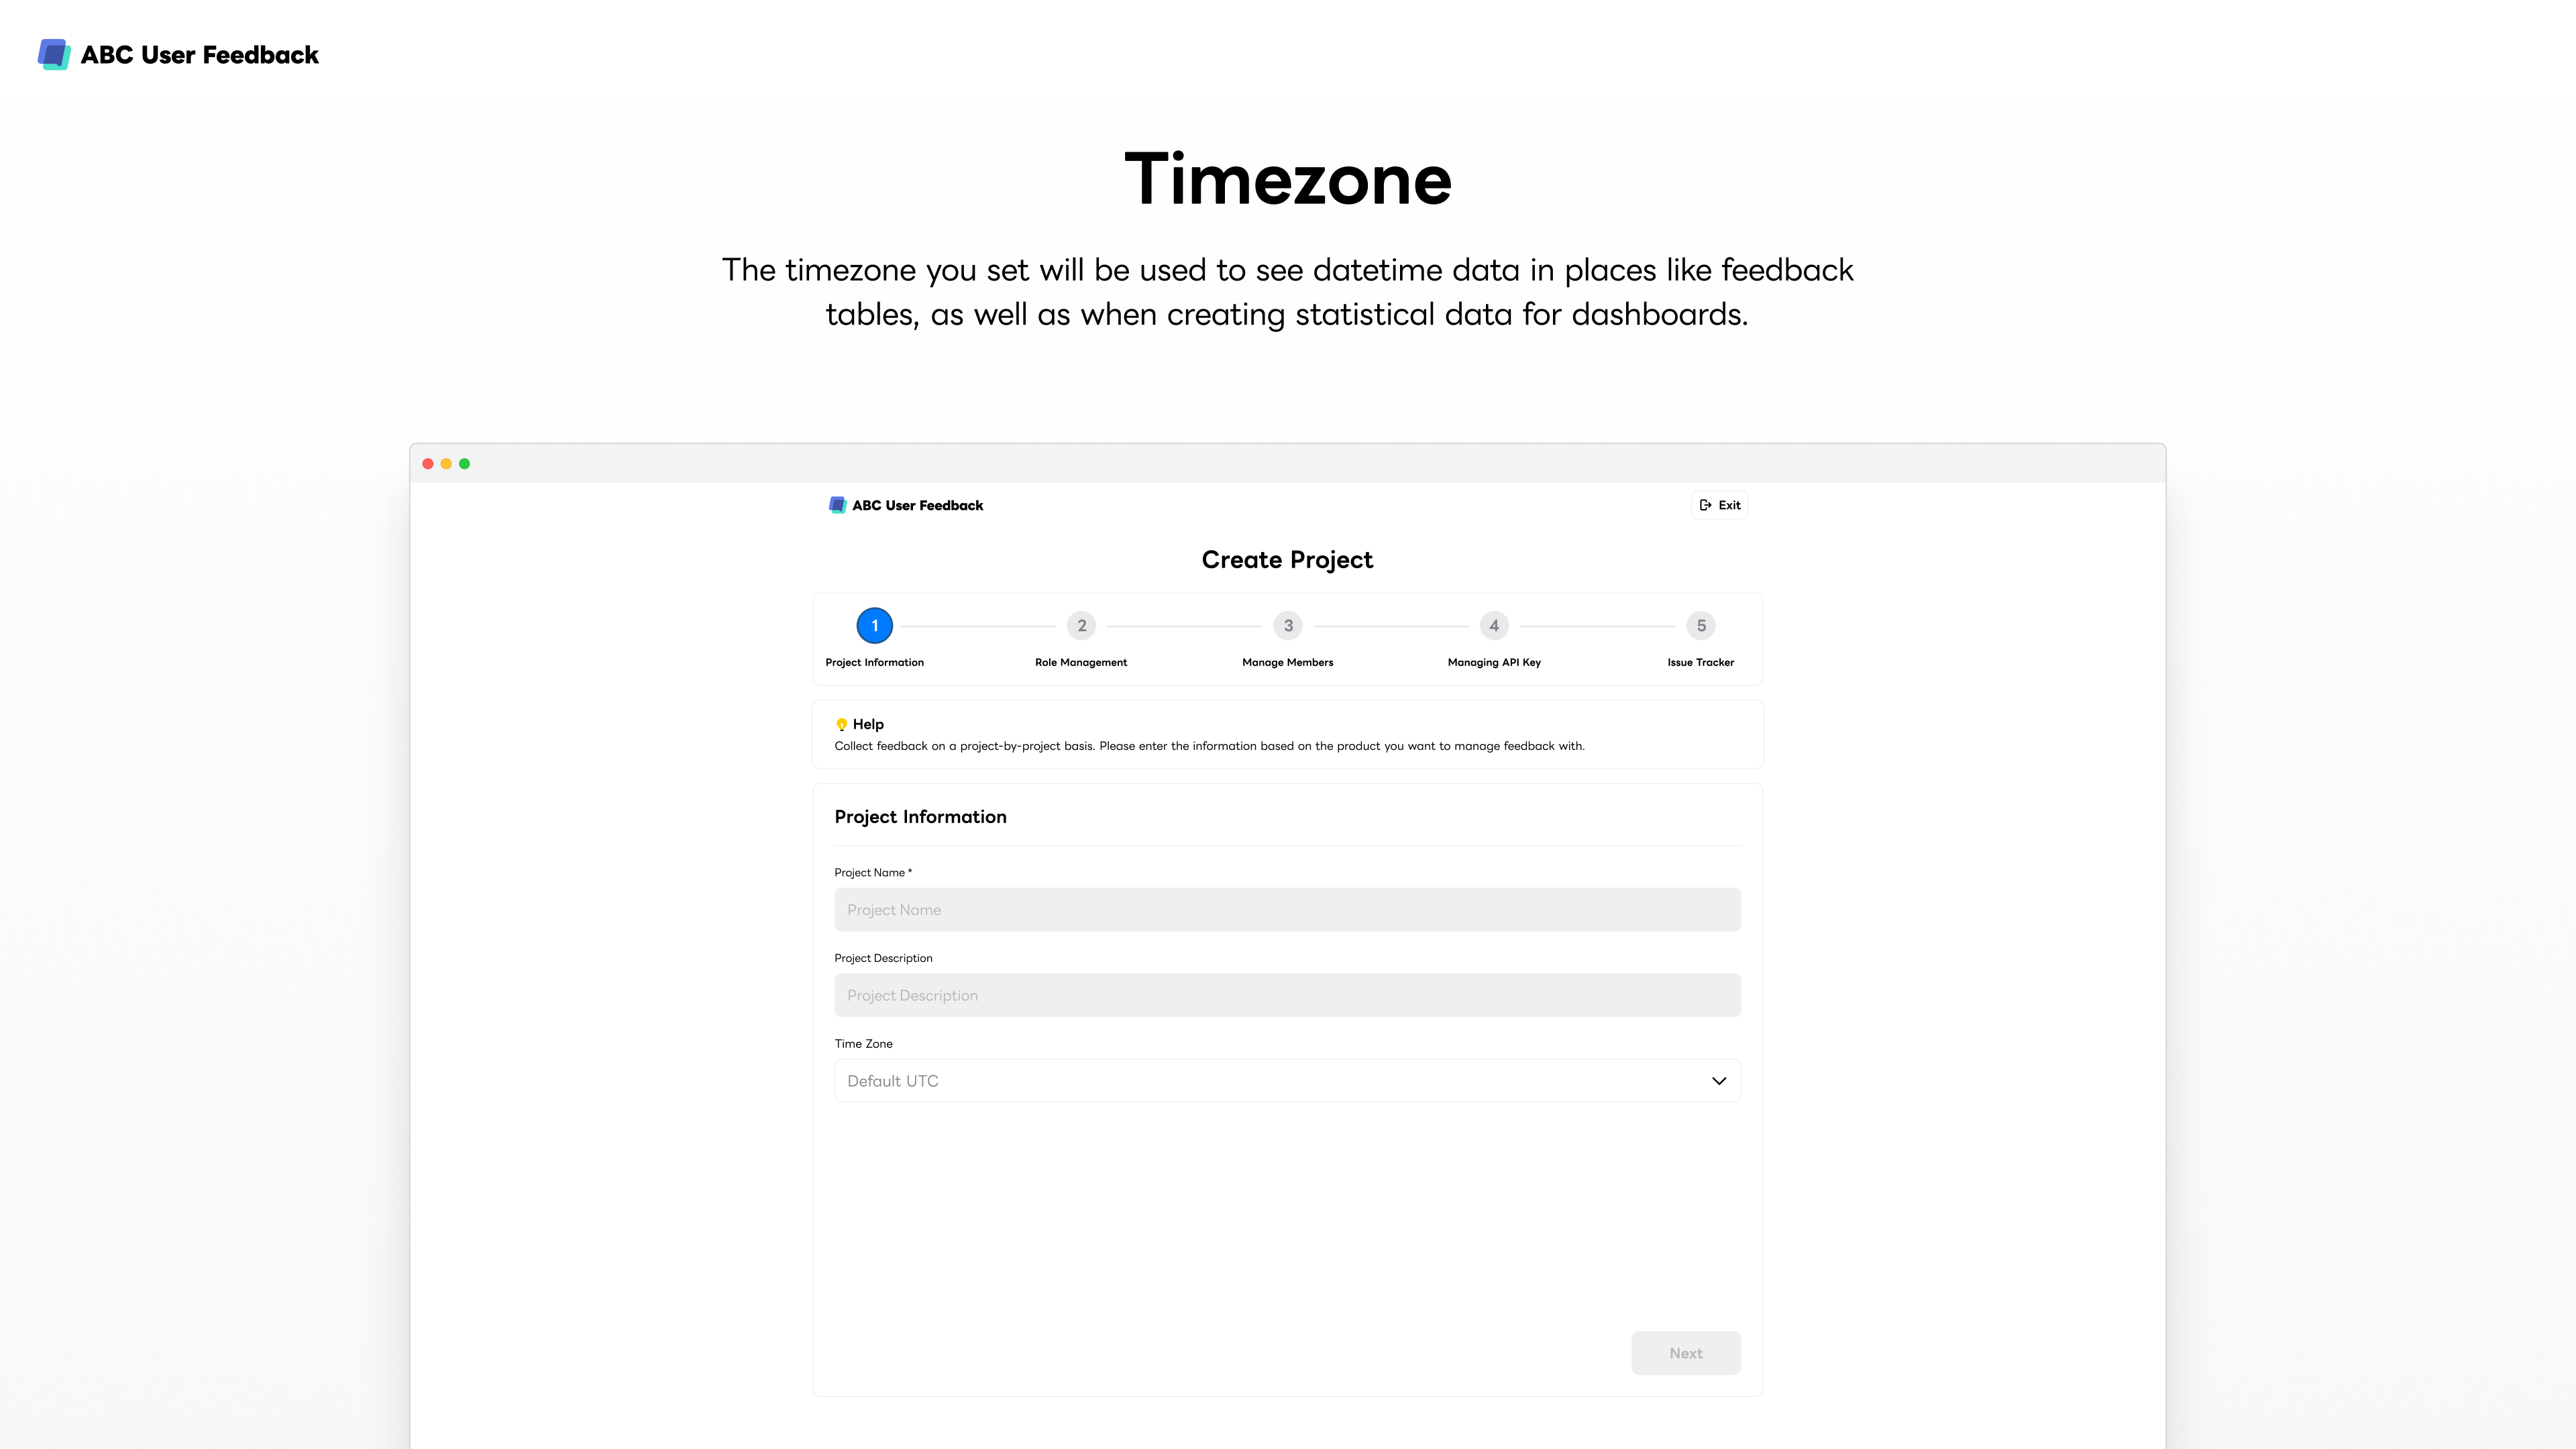 ABC User Feedback
Timezone
The timezone you set will be used to see datetime data in places like feedback
tables, as well as when creating statistical data for dashboards.
ABC User Feedback
Exit
Create Project
1
2
3
4
5
Project Information
Role Management
Manage Members
Managing API Key
Issue Tracker
Help
Collect feedback on a project-by-project basis. Please enter the information based on the product you want to manage feedback with.
Project Information
Project Name *
Project Name
Project Description
Project Description
Time Zone
Default UTC
Next